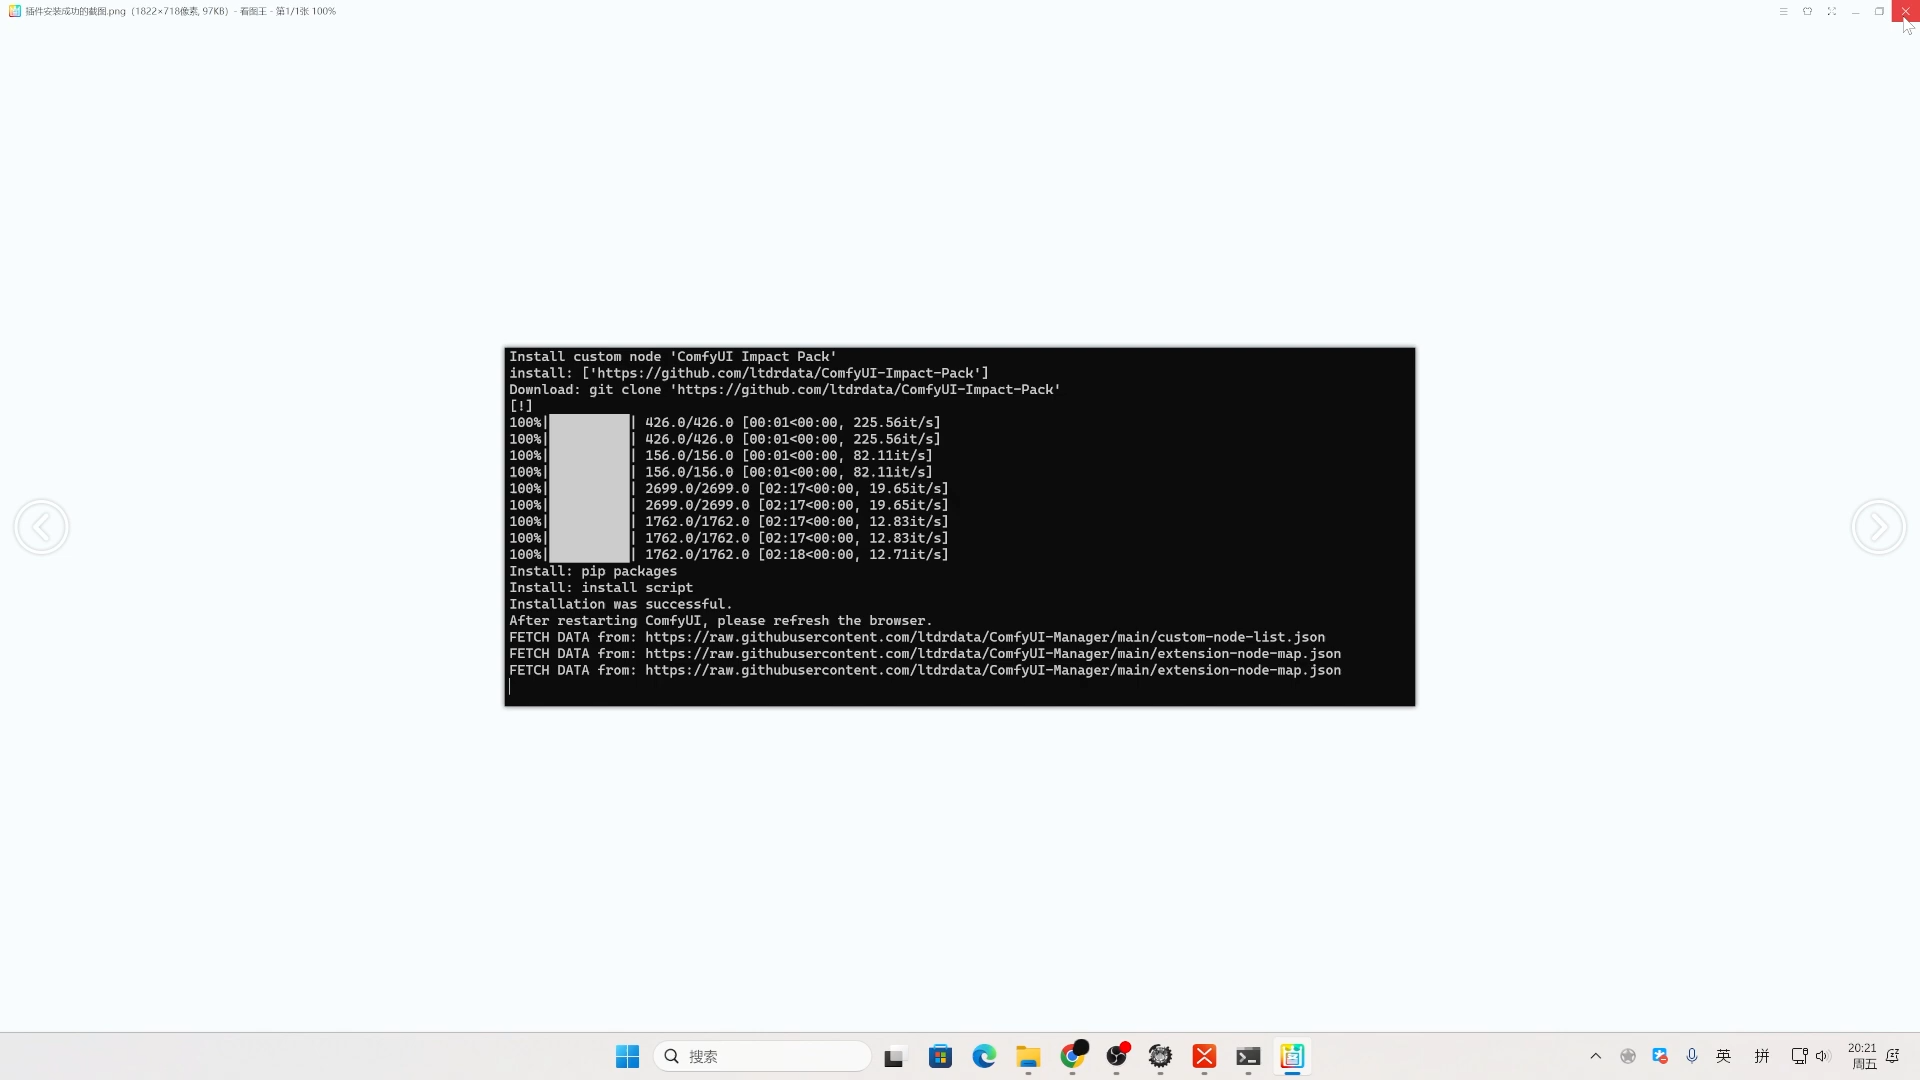 插件安装成功的截图.png（1822×718像素, 97KB）- 看图王 - 第1/1张 100%
Install custom node 'ComfyUI Impact Pack'
install: ['https://github.com/ltdrdata/ComfyUI-Impact-Pack']
Download: git clone 'https://github.com/ltdrdata/ComfyUI-Impact-Pack'
[!]
100%| | 426.0/426.0 [00:01<00:00, 225.56it/s]
100%| | 426.0/426.0 [00:01<00:00, 225.56it/s]
100%| | 156.0/156.0 [00:01<00:00, 82.11it/s]
100%| | 156.0/156.0 [00:01<00:00, 82.11it/s]
100%| | 2699.0/2699.0 [02:17<00:00, 19.65it/s]
100%| | 2699.0/2699.0 [02:17<00:00, 19.65it/s]
100%| | 1762.0/1762.0 [02:17<00:00, 12.83it/s]
100%| | 1762.0/1762.0 [02:17<00:00, 12.83it/s]
100%| | 1762.0/1762.0 [02:18<00:00, 12.71it/s]
Install: pip packages
Install: install script
Installation was successful.
After restarting ComfyUI, please refresh the browser.
FETCH DATA from: https://raw.githubusercontent.com/ltdrdata/ComfyUI-Manager/main/custom-node-list.json
FETCH DATA from: https://raw.githubusercontent.com/ltdrdata/ComfyUI-Manager/main/extension-node-map.json
FETCH DATA from: https://raw.githubusercontent.com/ltdrdata/ComfyUI-Manager/main/extension-node-map.json
搜索
英 拼 20:21
周五